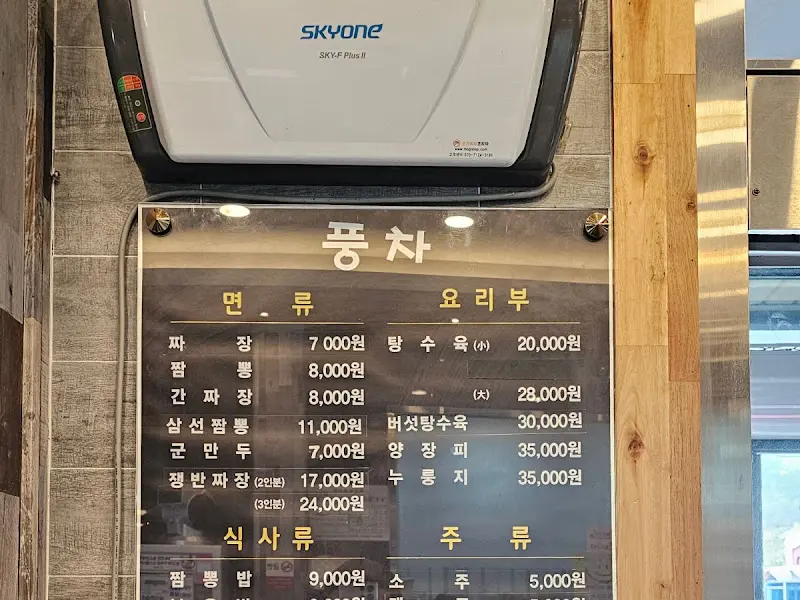 SKYONE
SKY-F Plus II
풍차
면 류
짜 장 7 000원
짬 뽕 8,000원
간 짜 장 8,000원
삼선짬뽕 11,000원
군 만 두 7,000원
쟁반짜장 (2인분) 17,000원
(3인분) 24,000원
요리부
탕 수 육 (小) 20,000원
(大) 28,000원
버섯탕수육 30,000원
양 장 피 35,000원
누 룽 지 35,000원
식사류
짬 뽕 밥 9,000원
주 류
소 주 5,000원